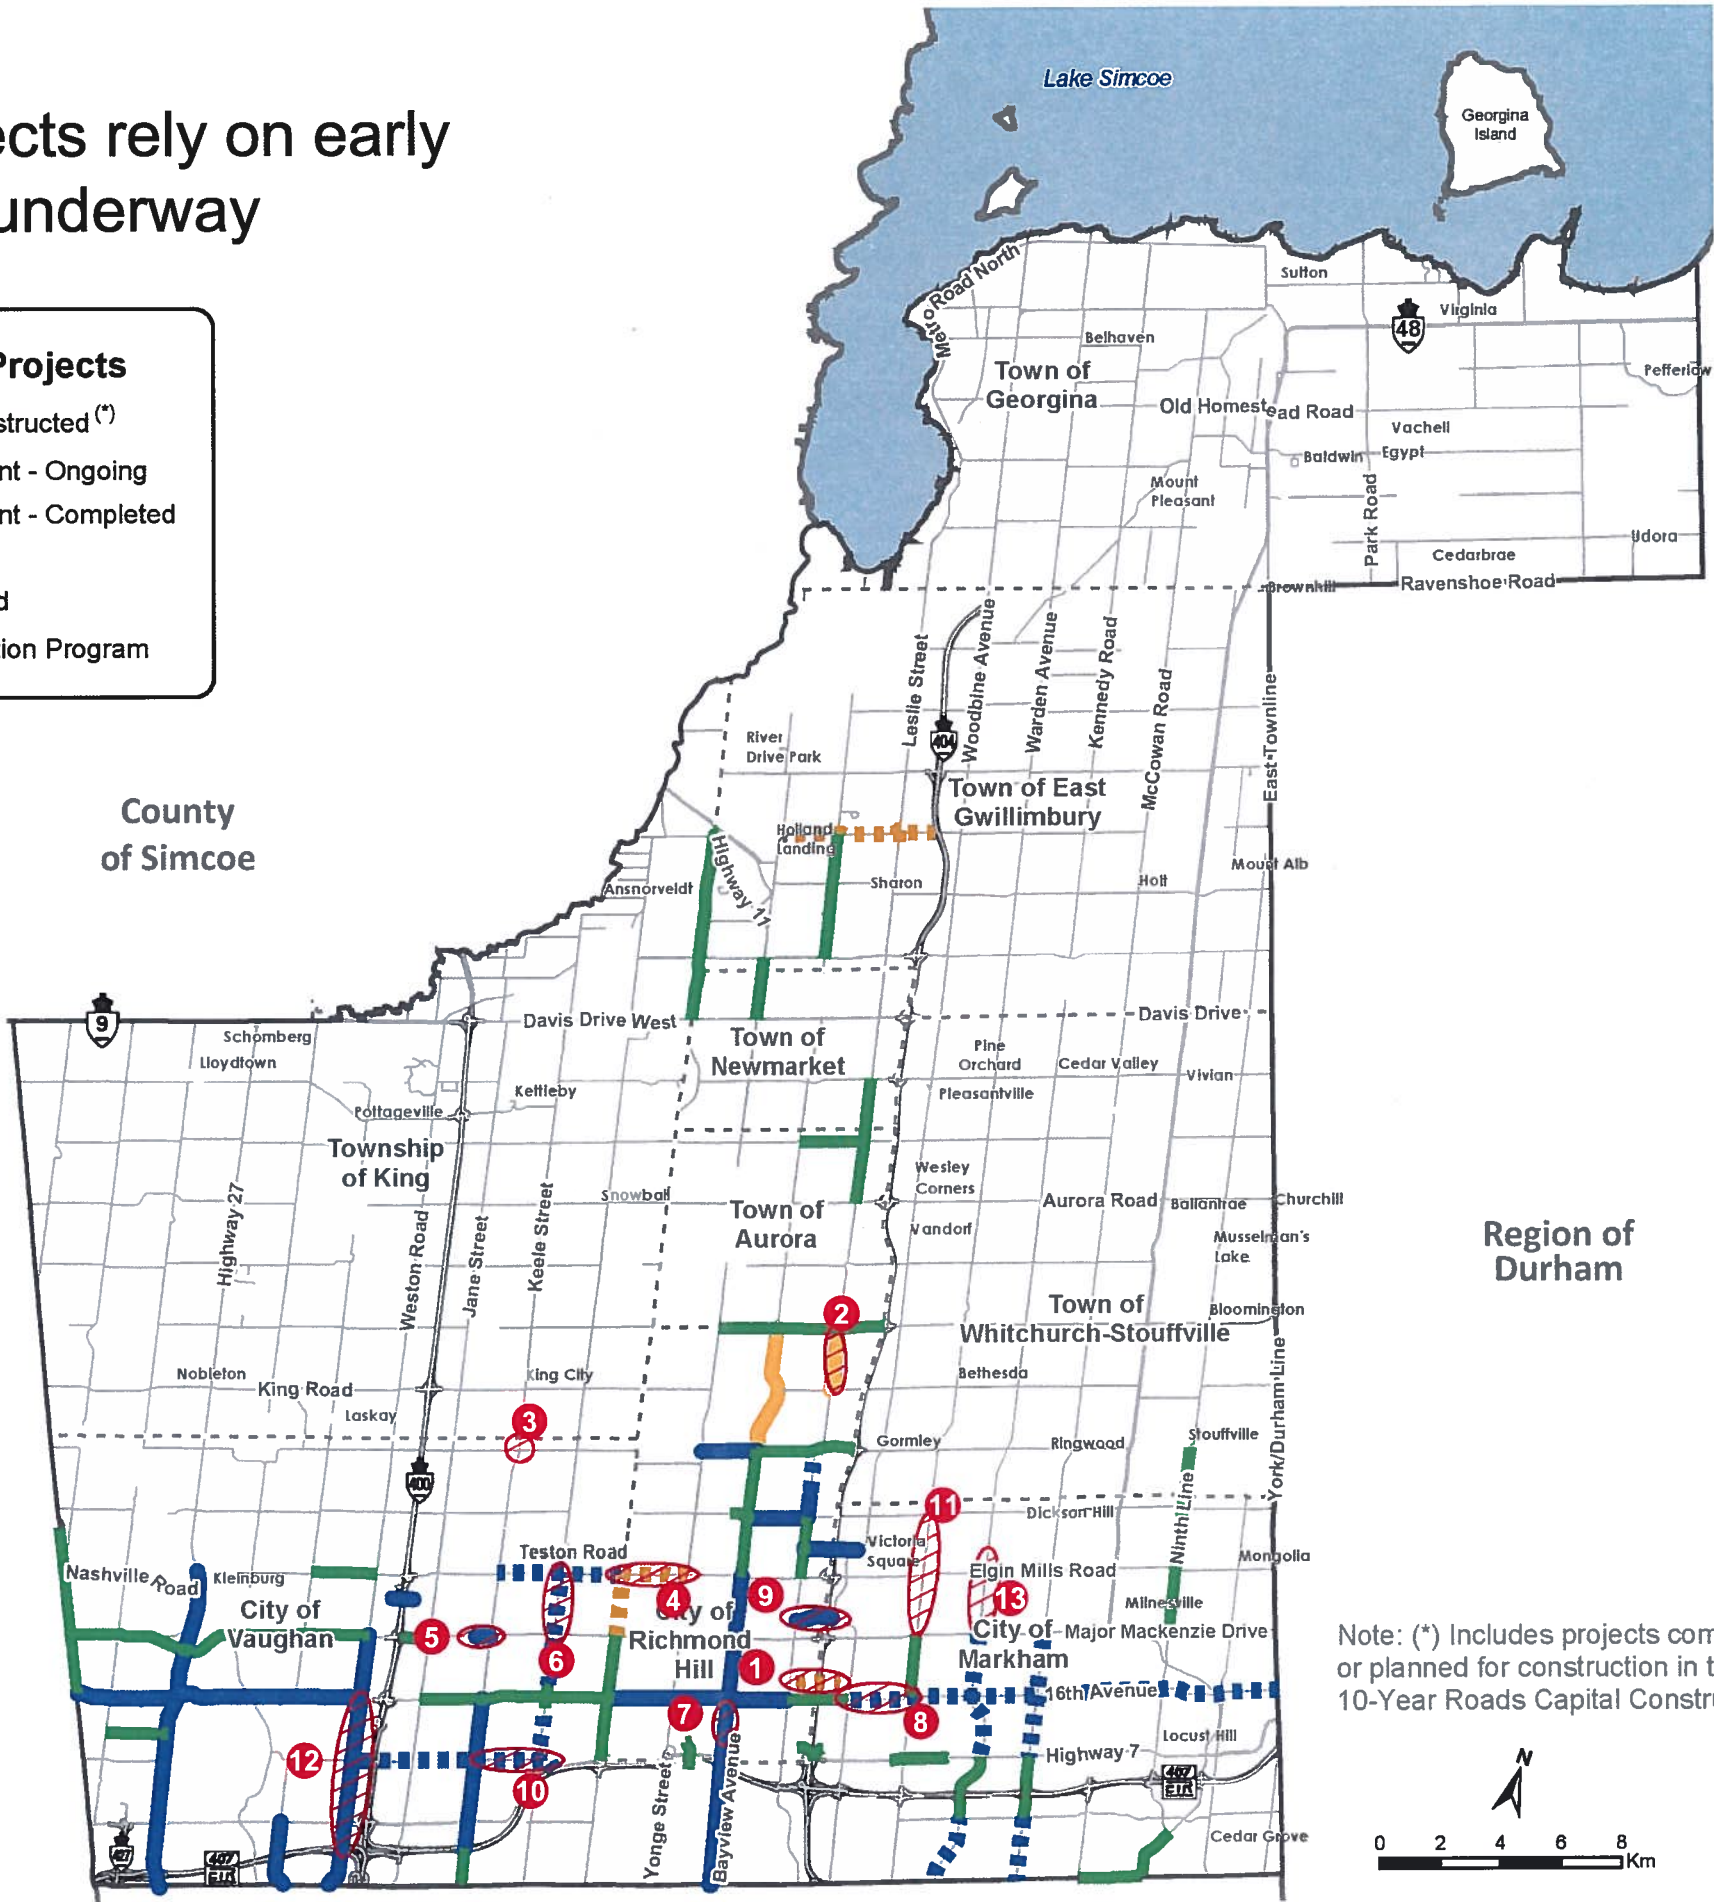 ects rely on early
underway
Projects
structed (*)
nt - Ongoing
nt - Completed
d
tion Program
Lake Simcoe
Georgina
Island
Metro Road North
Sutton
Virginia
48
Belhaven
Pefferlaw
Town of
Georgina
Old Homestead Road
Vachell
Baldwin
Egypt
Mount
Pleasant
Park Road
Udora
Cedarbrae
Brownhill
Ravenshoe Road
Leslie Street
Woodbine Avenue
Warden Avenue
Kennedy Road
McCowan Road
East Townline
River
Drive Park
404
Town of East
Gwillimbury
County
of Simcoe
Holland
Landing
Highway 11
Sharon
Holt
Mount Alb
Ansnorveldt
9
Davis Drive West
Davis Drive
Schomberg
Lloydtown
Town of
Newmarket
Pine
Orchard
Cedar Valley
Vivian
Kettleby
Pleasantville
Pottageville
Township
of King
Wesley
Corners
Snowball
Aurora Road
Ballantrae
Churchill
Highway 27
Weston Road
Jane Street
Keele Street
Town of
Aurora
Vandorf
Musselman's
Lake
Region of
Durham
2
Town of
Whitchurch-Stouffville
Bloomington
Nobleton
King Road
King City
Bethesda
Laskay
3
York/Durham Line
Gormley
Ringwood
Stouffville
400
11
Dickson Hill
Ninth Line
Teston Road
Victoria
Square
Mongolia
Nashville Road
Kleinburg
Elgin Mills Road
4
9
13
Milnesville
City of
Vaughan
5
City of
Richmond
Hill
City of
Markham
Major Mackenzie Drive
6
1
16th Avenue
Note: (*) Includes projects com
or planned for construction in t
10-Year Roads Capital Constr
7
8
Locust Hill
12
Highway 7
10
407
ETR
Yonge Street
Bayview Avenue
Cedar Grove
427
407
ETR
N
0 2 4 6 8
Km